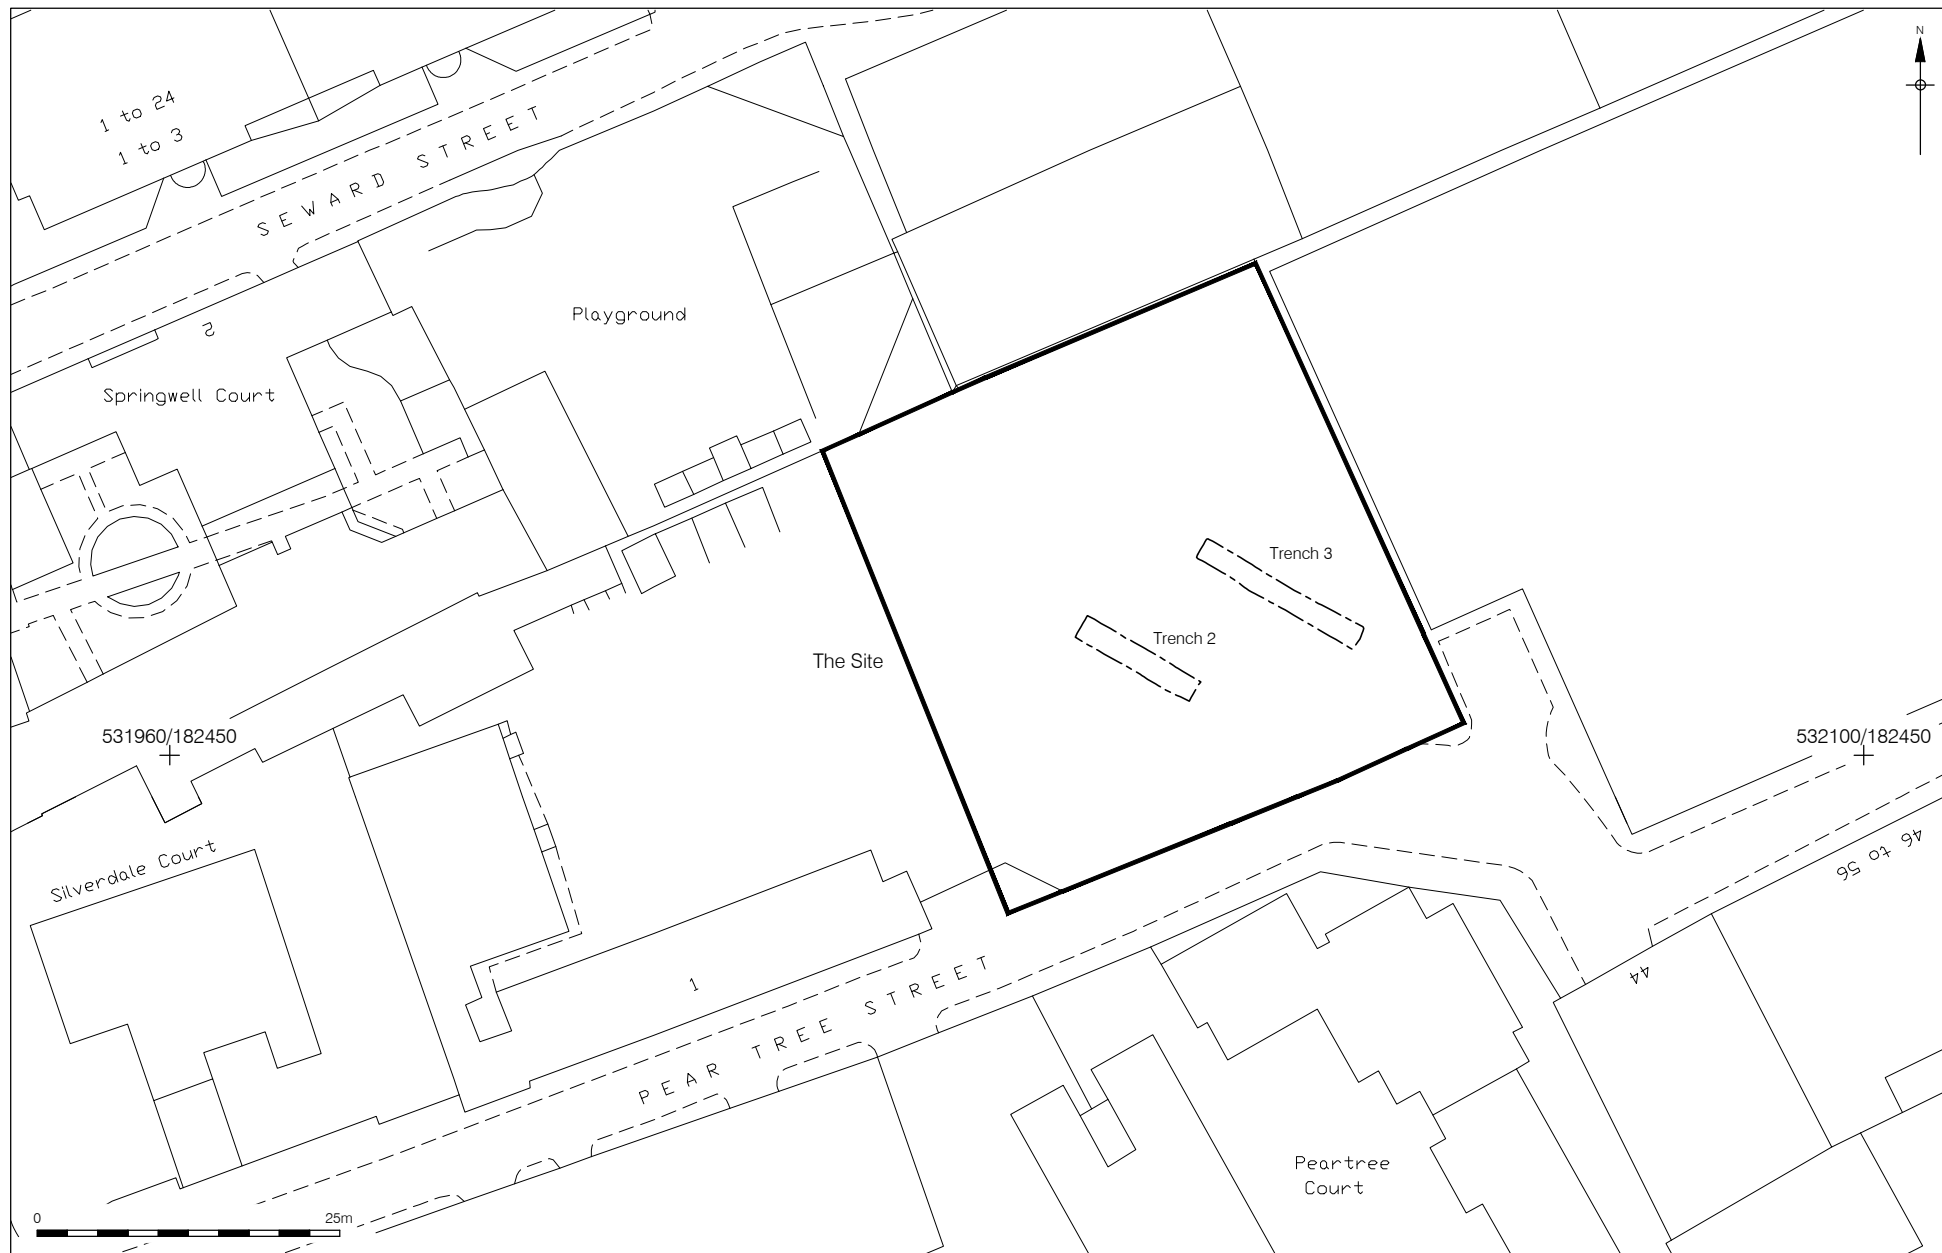 N
1 to 24
1 to 3
SEWARD STREET
2
Playground
Springwell Court
Trench 3
Trench 2
The Site
531960/182450
532100/182450
46 to 56
Silverdale Court
44
1
PEAR TREE STREET
Peartree
Court
0 25m